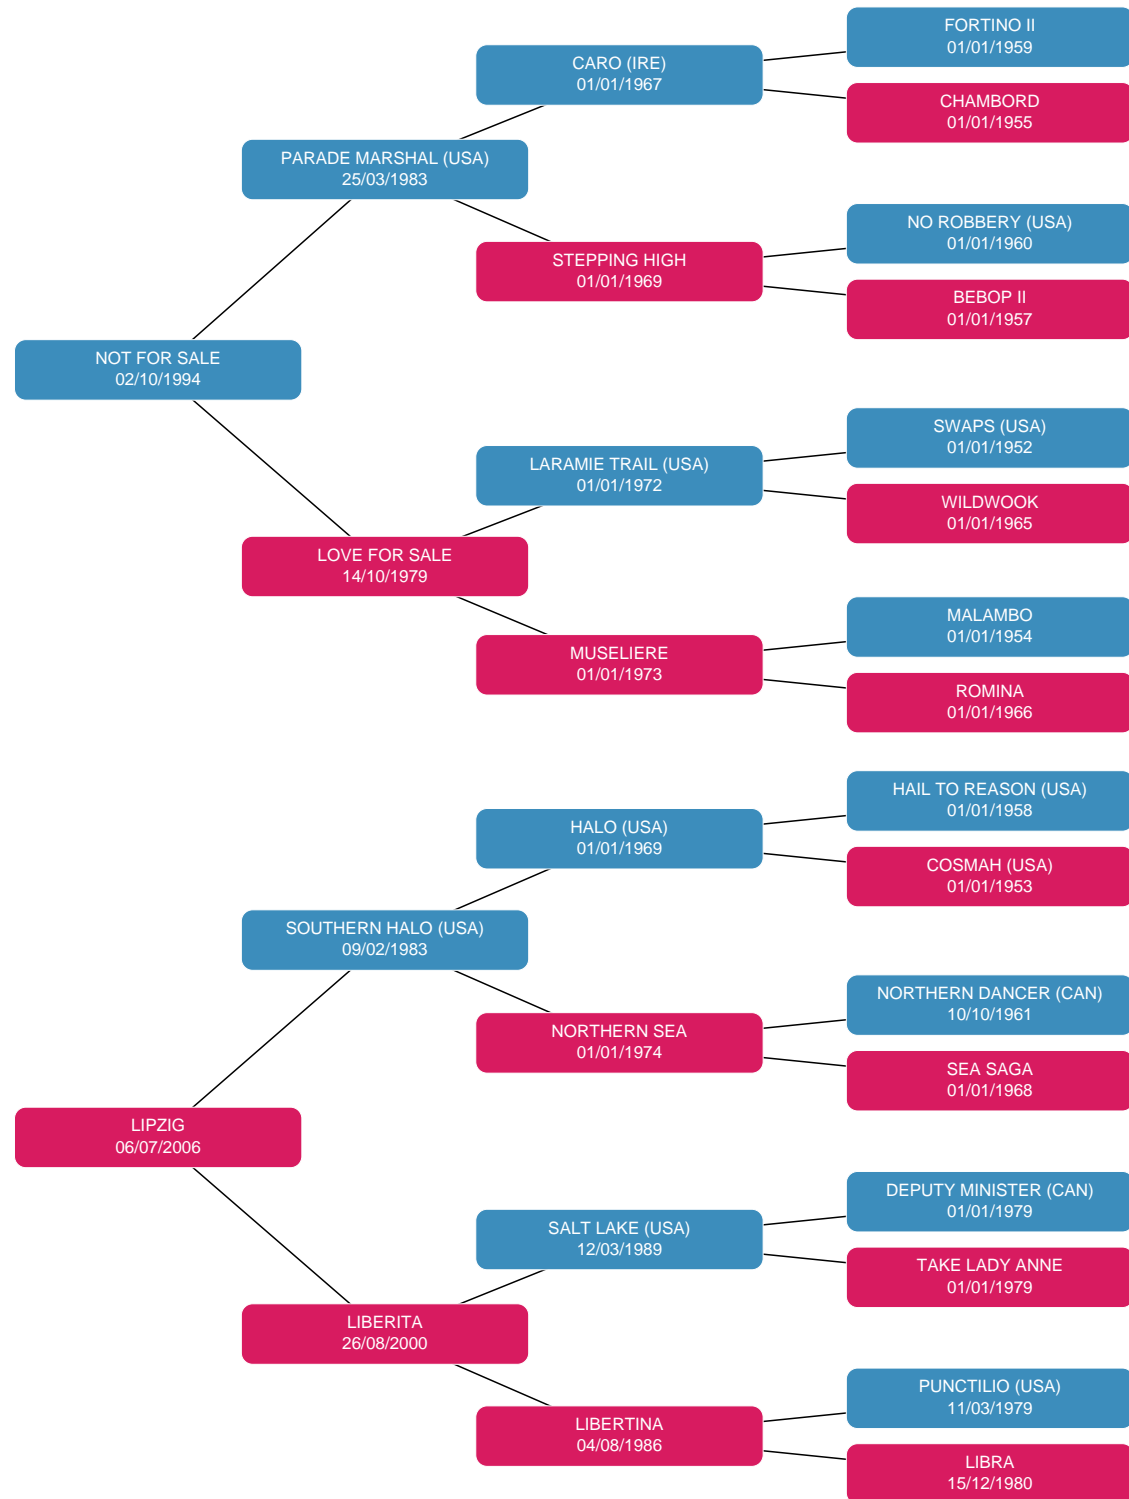 FORTINO II
01/01/1959
CARO (IRE)
01/01/1967
CHAMBORD
01/01/1955
PARADE MARSHAL (USA)
25/03/1983
NO ROBBERY (USA)
01/01/1960
STEPPING HIGH
01/01/1969
BEBOP II
01/01/1957
NOT FOR SALE
02/10/1994
SWAPS (USA)
01/01/1952
LARAMIE TRAIL (USA)
01/01/1972
WILDWOOK
01/01/1965
LOVE FOR SALE
14/10/1979
MALAMBO
01/01/1954
MUSELIERE
01/01/1973
ROMINA
01/01/1966
HAIL TO REASON (USA)
01/01/1958
HALO (USA)
01/01/1969
COSMAH (USA)
01/01/1953
SOUTHERN HALO (USA)
09/02/1983
NORTHERN DANCER (CAN)
10/10/1961
NORTHERN SEA
01/01/1974
SEA SAGA
01/01/1968
LIPZIG
06/07/2006
DEPUTY MINISTER (CAN)
01/01/1979
SALT LAKE (USA)
12/03/1989
TAKE LADY ANNE
01/01/1979
LIBERITA
26/08/2000
PUNCTILIO (USA)
11/03/1979
LIBERTINA
04/08/1986
LIBRA
15/12/1980